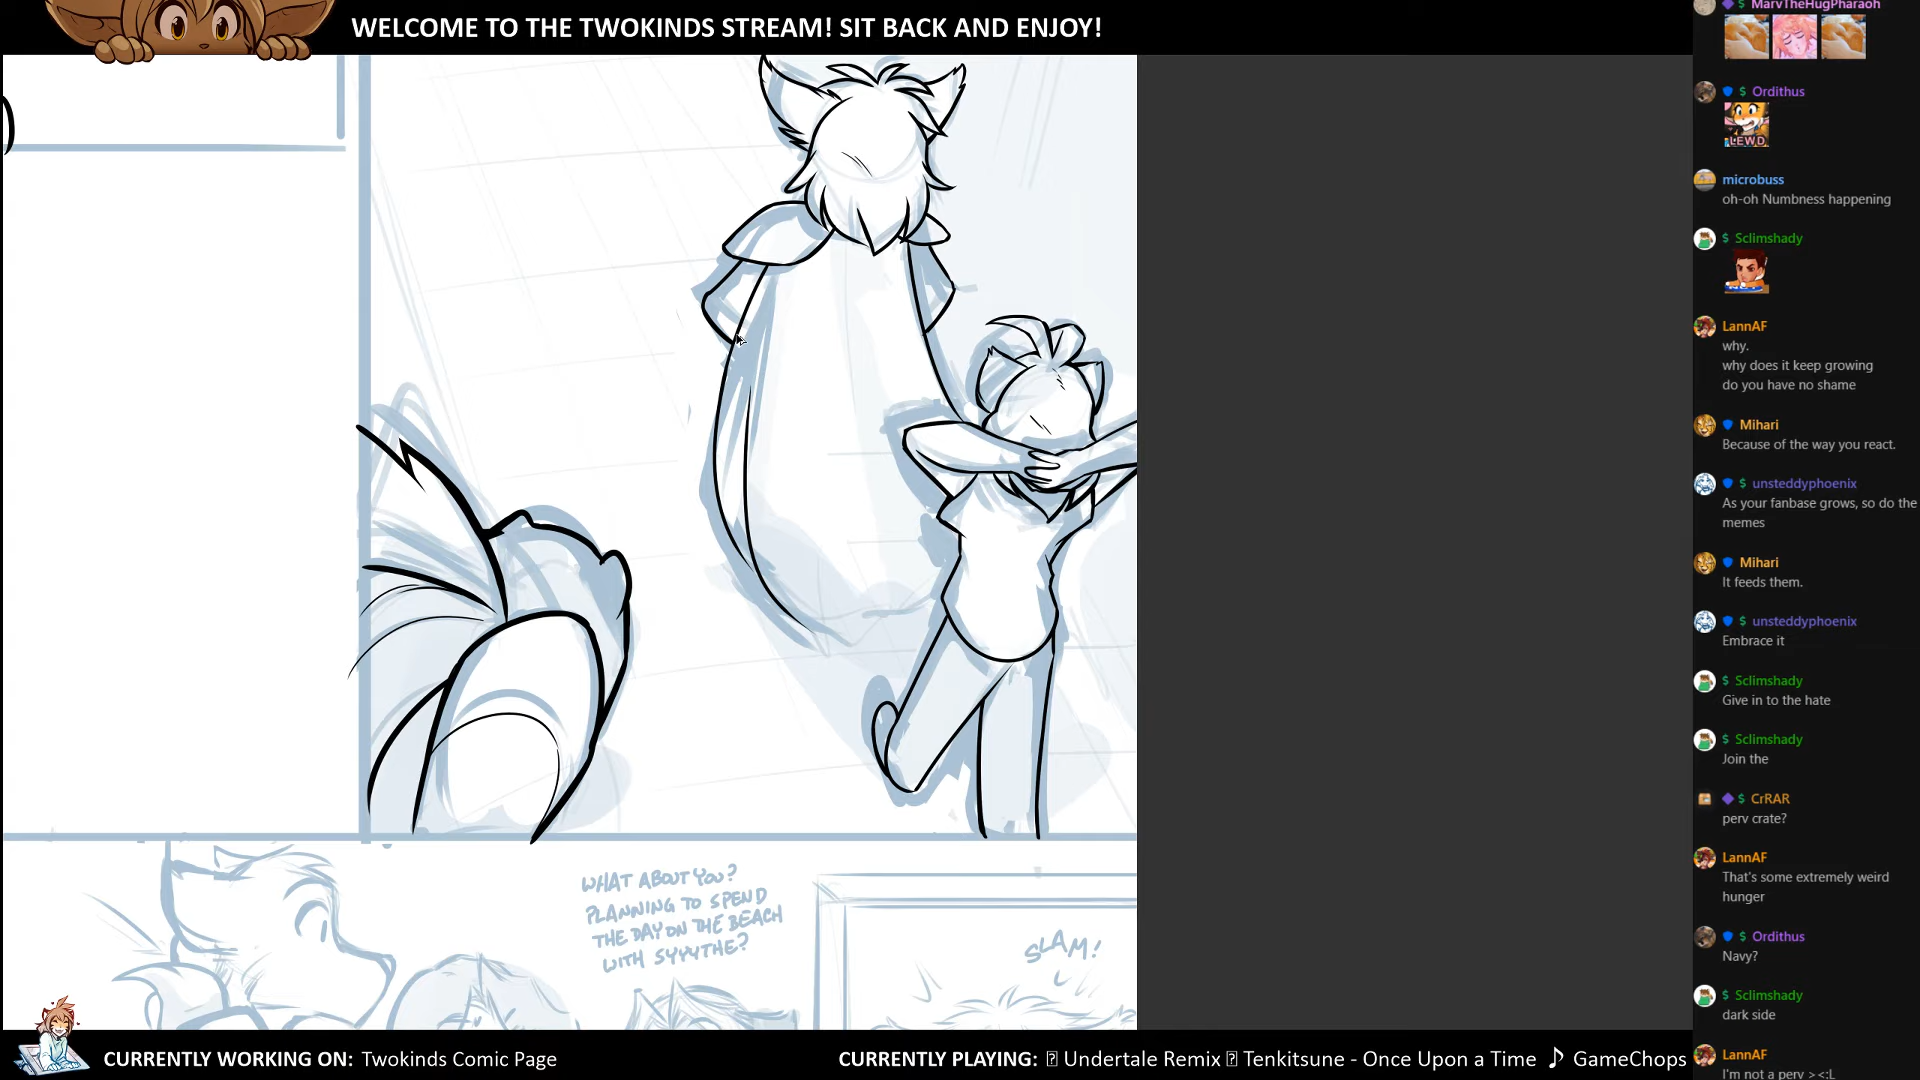 WELCOME TO THE TWOKINDS STREAM! SIT BACK AND ENJOY!
WHAT ABOUT YOU?
PLANNING TO SPEND
THE DAY ON THE BEACH
WITH SYYYTHE?
SLAM!
MarvTheHugPharaoh
$ Ordithus
LEWD
microbuss
oh-oh Numbness happening
$ Sclimshady
LannAF
why.
why does it keep growing
do you have no shame
Mihari
Because of the way you react.
$ unsteddyphoenix
As your fanbase grows, so do the
memes
Mihari
It feeds them.
$ unsteddyphoenix
Embrace it
$ Sclimshady
Give in to the hate
$ Sclimshady
Join the
$ CrRAR
perv crate?
LannAF
That's some extremely weird
hunger
$ Ordithus
Navy?
$ Sclimshady
dark side
LannAF
I'm not a perv ><:L
CURRENTLY WORKING ON: Twokinds Comic Page
CURRENTLY PLAYING: Undertale Remix Tenkitsune - Once Upon a Time ♪ GameChops